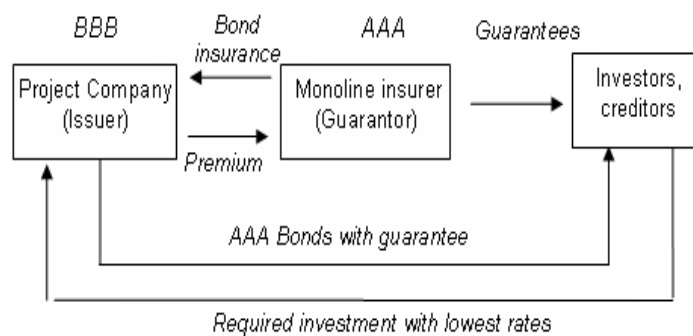 BBB
Bond
insurance
AAA
Guarantees
Project Company
(Issuer)
Monoline insurer
(Guarantor)
Investors,
creditors
Premium
AAA Bonds with guarantee
Required investment with lowest rates